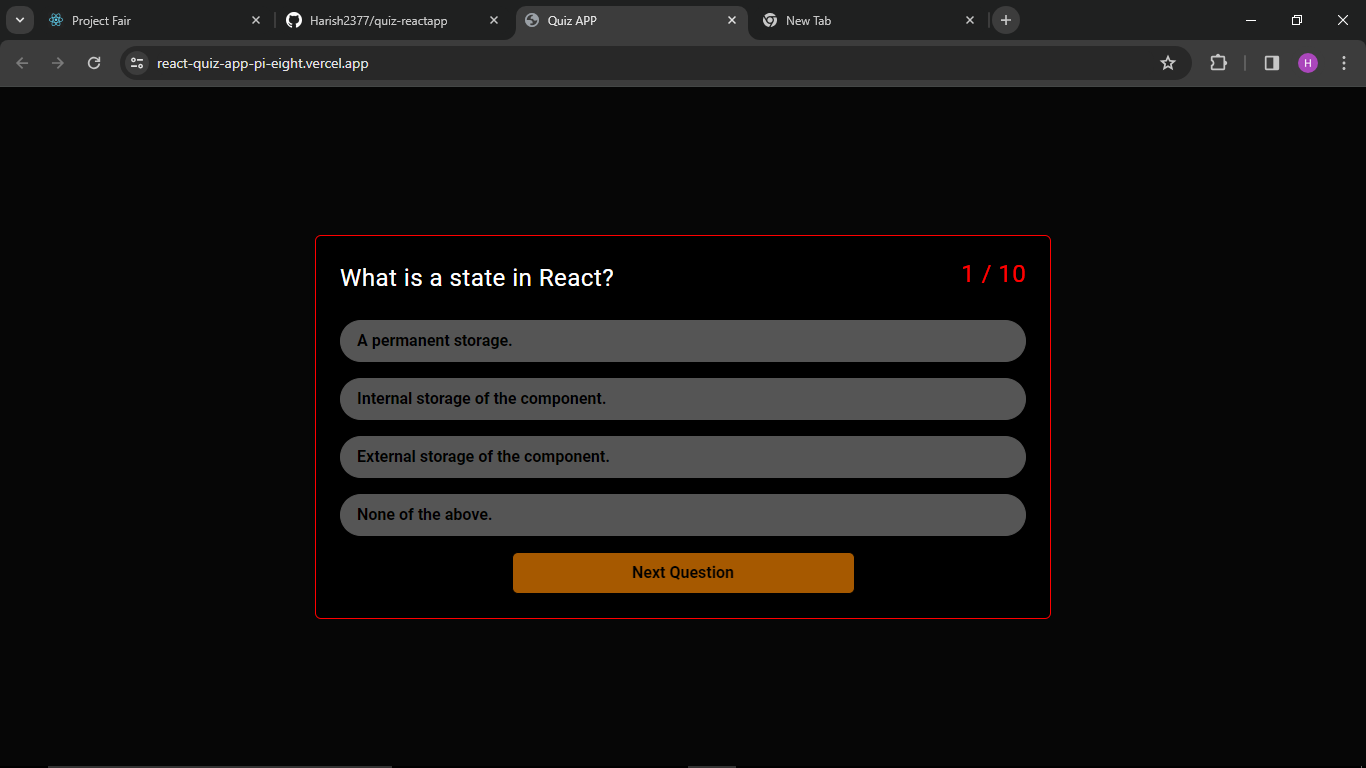 Project Fair
Harish2377/quiz-reactapp
Quiz APP
New Tab
react-quiz-app-pi-eight.vercel.app
H
What is a state in React?
1 / 10
A permanent storage.
Internal storage of the component.
External storage of the component.
None of the above.
Next Question